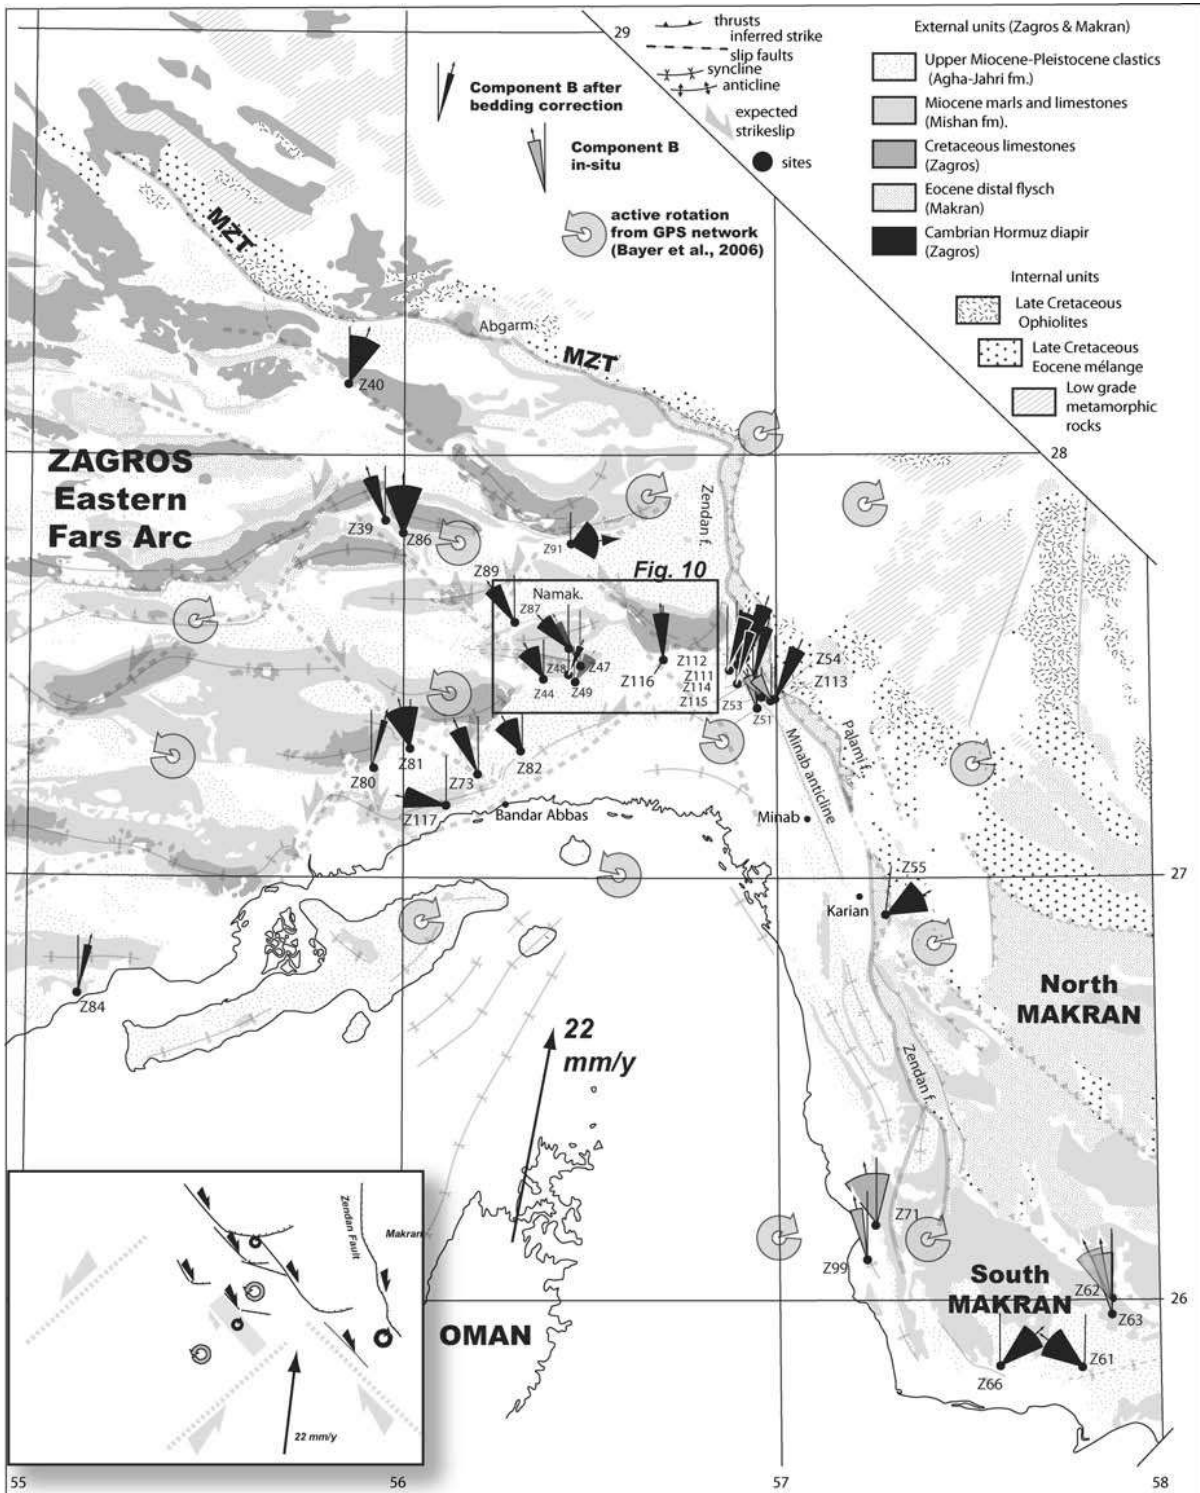 29
thrusts
inferred strike
slip faults
syncline
anticline
expected
strikeslip
sites
External units (Zagros & Makran)
Upper Miocene-Pleistocene clastics
(Agha-Jahri fm.)
Miocene marls and limestones
(Mishan fm).
Cretaceous limestones
(Zagros)
Eocene distal flysch
(Makran)
Cambrian Hormuz diapir
(Zagros)
Internal units
Late Cretaceous
Ophiolites
Late Cretaceous
Eocene mélange
Low grade
metamorphic
rocks
Component B after
bedding correction
Component B
in-situ
active rotation
from GPS network
(Bayer et al., 2006)
MZT
Abgarm.
MZT
Z40
28
ZAGROS
Eastern
Fars Arc
Zendan f.
Z39
Z86
Z91
Fig. 10
Z89
Namak.
Z87
Z48
Z47
Z44
Z49
Z116
Z112
Z111
Z114
Z115
Z53
Z51
Z54
Z113
Palami f.
Minab anticline
Z80
Z81
Z73
Z82
Z117
Bandar Abbas
Minab
27
Z55
Karian
Z84
North
MAKRAN
22
mm/y
Zendan f.
Z71
Z99
South
MAKRAN
Z62
Z63
26
Z66
Z61
OMAN
Zendan Fault
Makran
22 mm/y
55
56
57
58